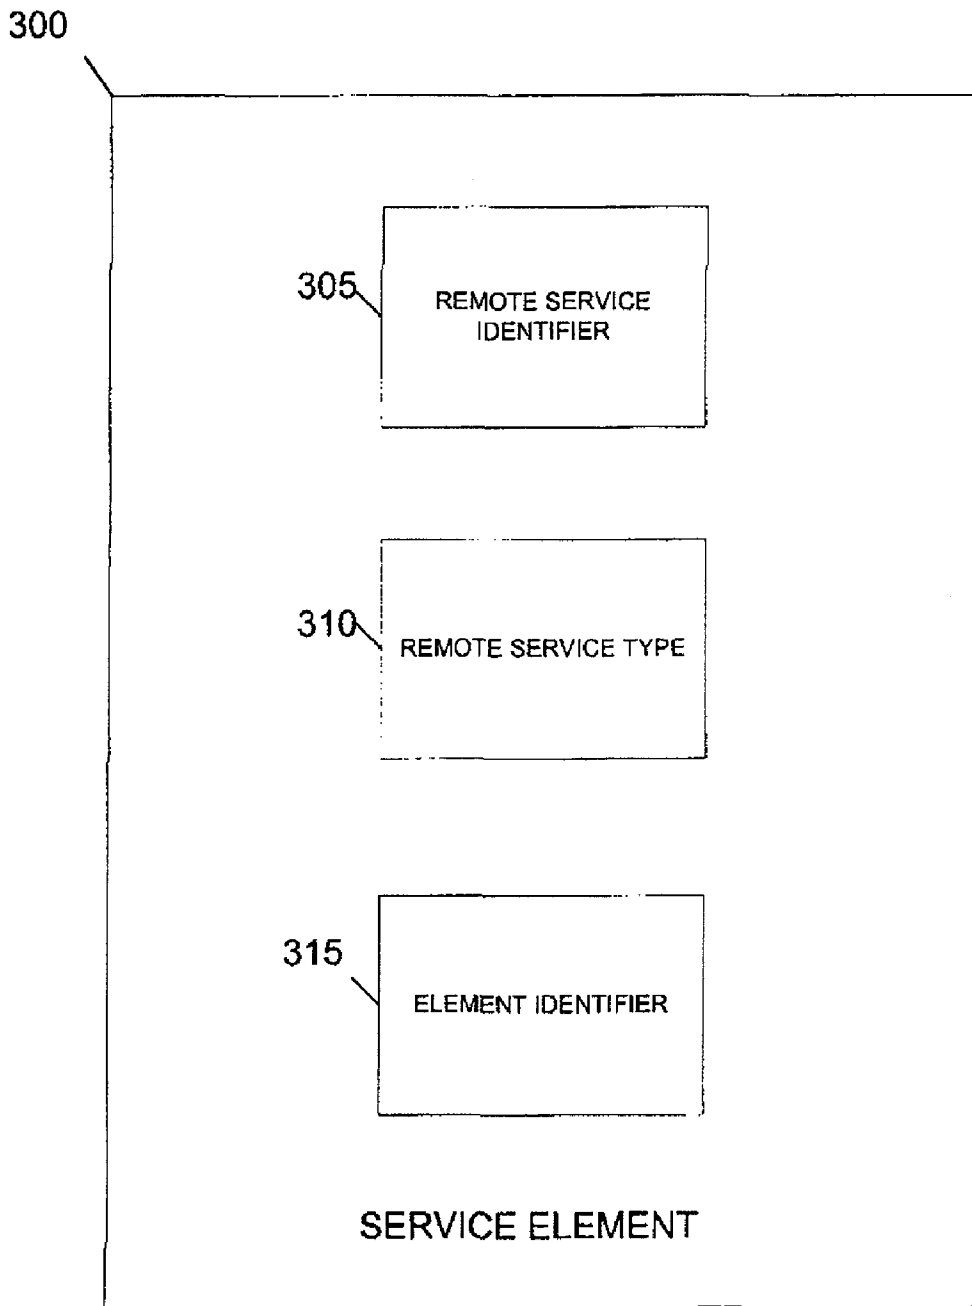 300
305
REMOTE SERVICE
IDENTIFIER
310
REMOTE SERVICE TYPE
315
ELEMENT IDENTIFIER
SERVICE ELEMENT